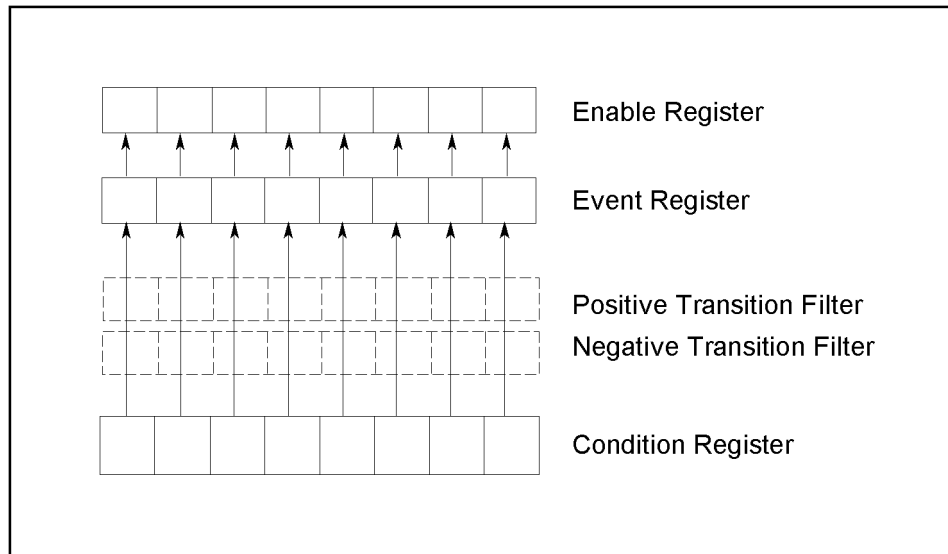 Enable Register
Event Register
Positive Transition Filter
Negative Transition Filter
Condition Register